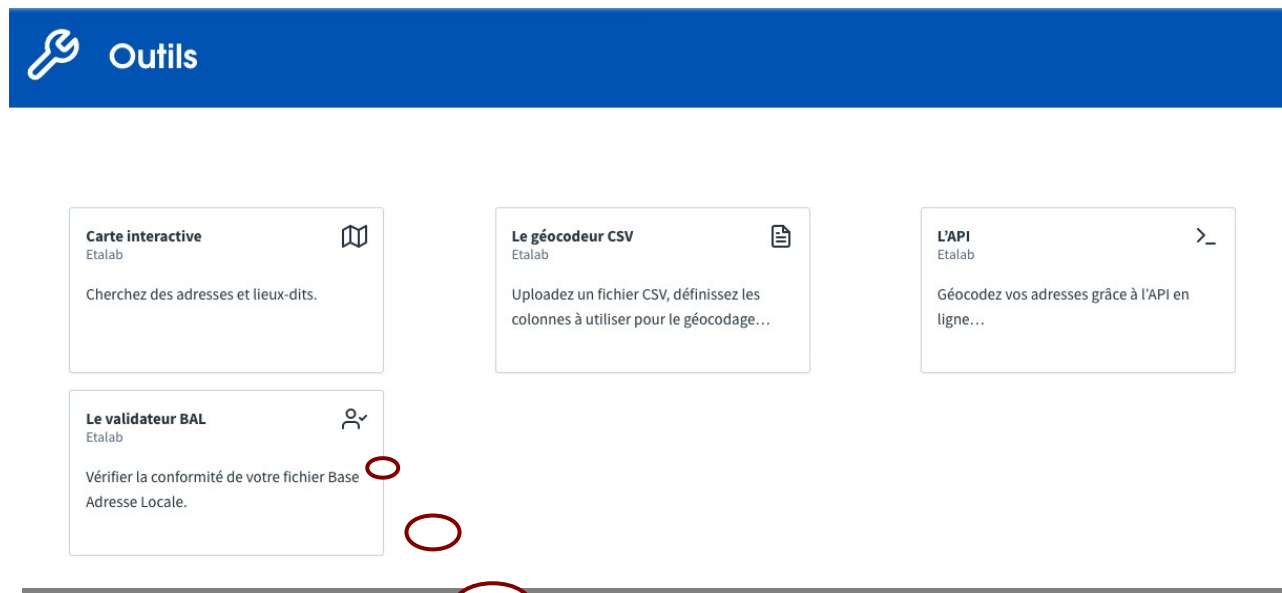 Outils
Carte interactive
Etalab
Cherchez des adresses et lieux-dits.
Le géocodeur CSV
Etalab
Uploadez un fichier CSV, définissez les
colonnes à utiliser pour le géocodage…
L’API
Etalab
Géocodez vos adresses grâce à l’API en
ligne…
Le validateur BAL
Etalab
Vérifier la conformité de votre fichier Base
Adresse Locale.